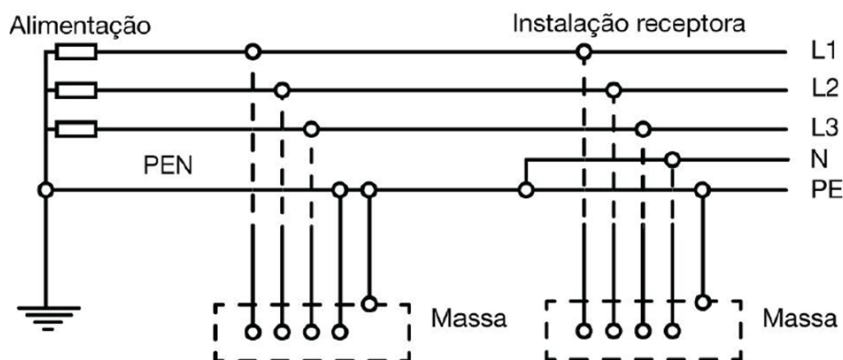 Alimentação
Instalação receptora
L1
L2
L3
N
PEN
PE
Massa
Massa